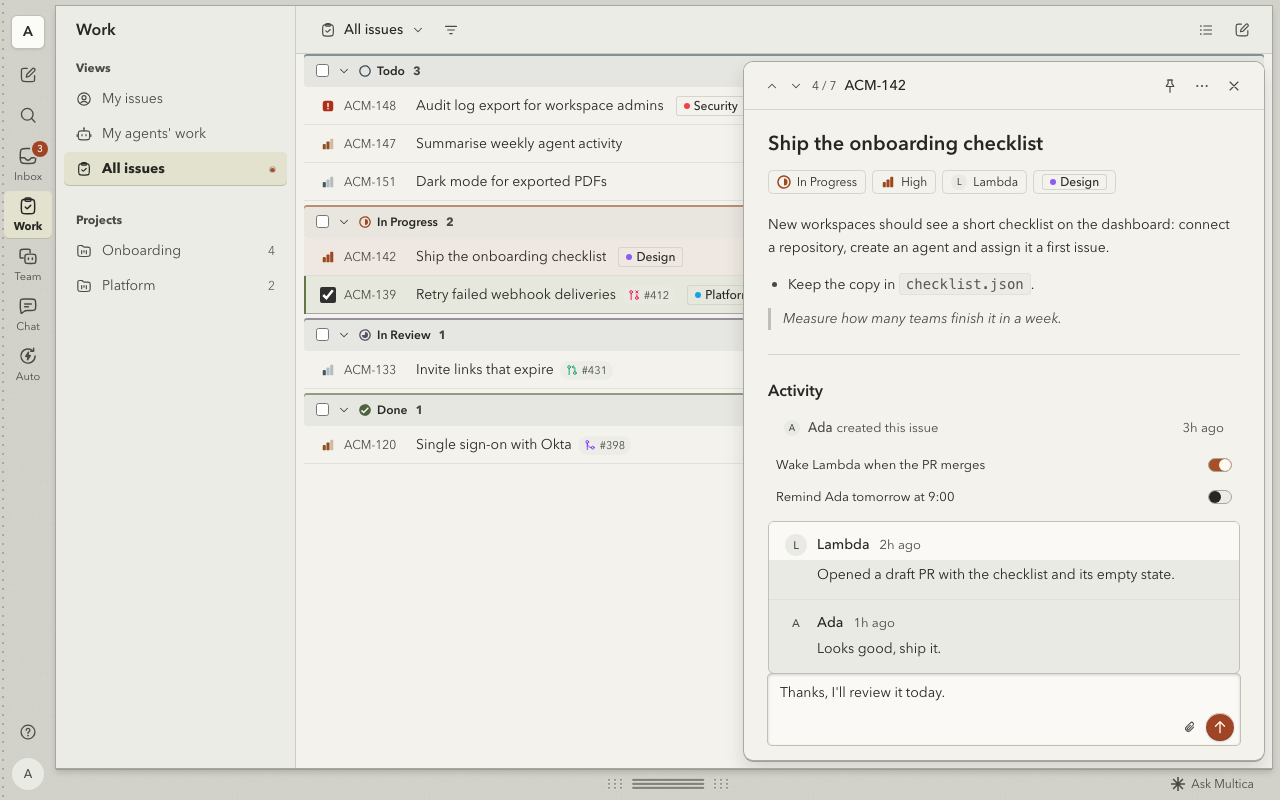 A
Inbox
3
Work
Team
Chat
Auto
A
Work
Views
My issues
My agents' work
All issues
Projects
Onboarding 4
Platform 2
All issues
Todo 3
ACM-148 Audit log export for workspace admins Security
ACM-147 Summarise weekly agent activity
ACM-151 Dark mode for exported PDFs
In Progress 2
ACM-142 Ship the onboarding checklist Design
ACM-139 Retry failed webhook deliveries #412 Platfor
In Review 1
ACM-133 Invite links that expire #431
Done 1
ACM-120 Single sign-on with Okta #398
4 / 7 ACM-142
Ship the onboarding checklist
In Progress High L Lambda Design
New workspaces should see a short checklist on the dashboard: connect
a repository, create an agent and assign it a first issue.
Keep the copy in checklist.json.
Measure how many teams finish it in a week.
Activity
A Ada created this issue 3h ago
Wake Lambda when the PR merges
Remind Ada tomorrow at 9:00
L Lambda 2h ago
Opened a draft PR with the checklist and its empty state.
A Ada 1h ago
Looks good, ship it.
Thanks, I'll review it today.
Ask Multica